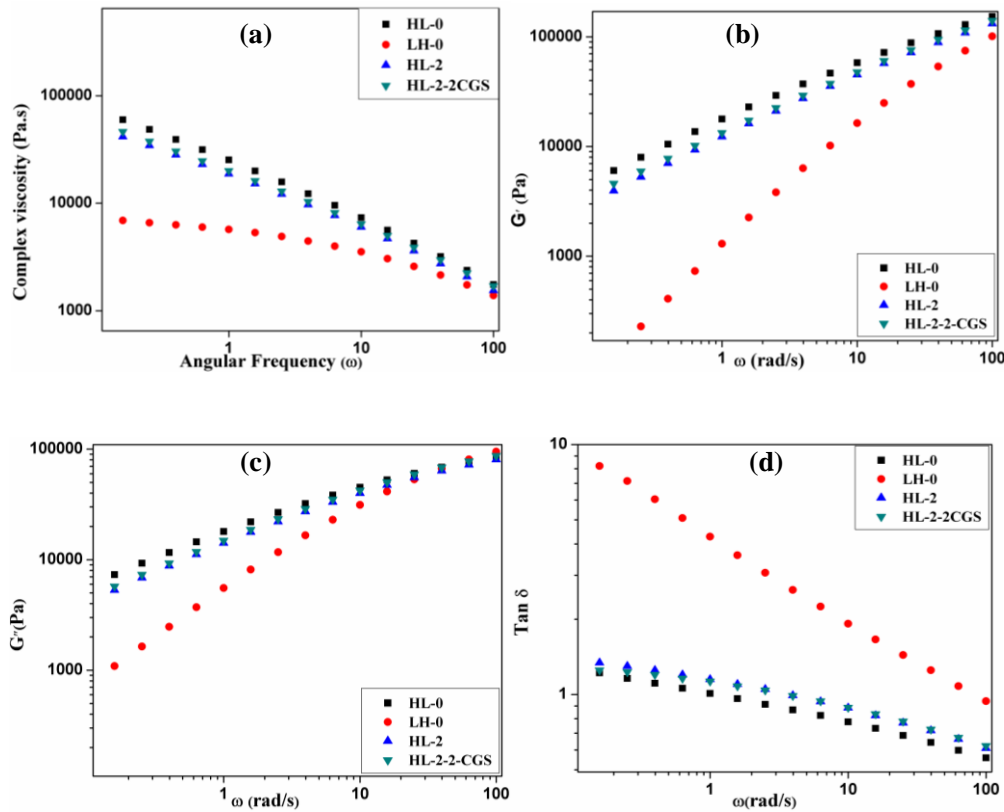 (a)
HL-0
LH-0
HL-2
HL-2-2CGS
Complex viscosity (Pa.s)
100000
10000
1000
1
10
100
Angular Frequency (ω)
(b)
G' (Pa)
100000
10000
1000
HL-0
LH-0
HL-2
HL-2-2-CGS
1
10
100
ω (rad/s)
(c)
G''(Pa)
100000
10000
1000
HL-0
LH-0
HL-2
HL-2-2-CGS
1
10
100
ω (rad/s)
(d)
HL-0
LH-0
HL-2
HL-2-2CGS
Tan δ
10
1
1
10
100
ω(rad/s)